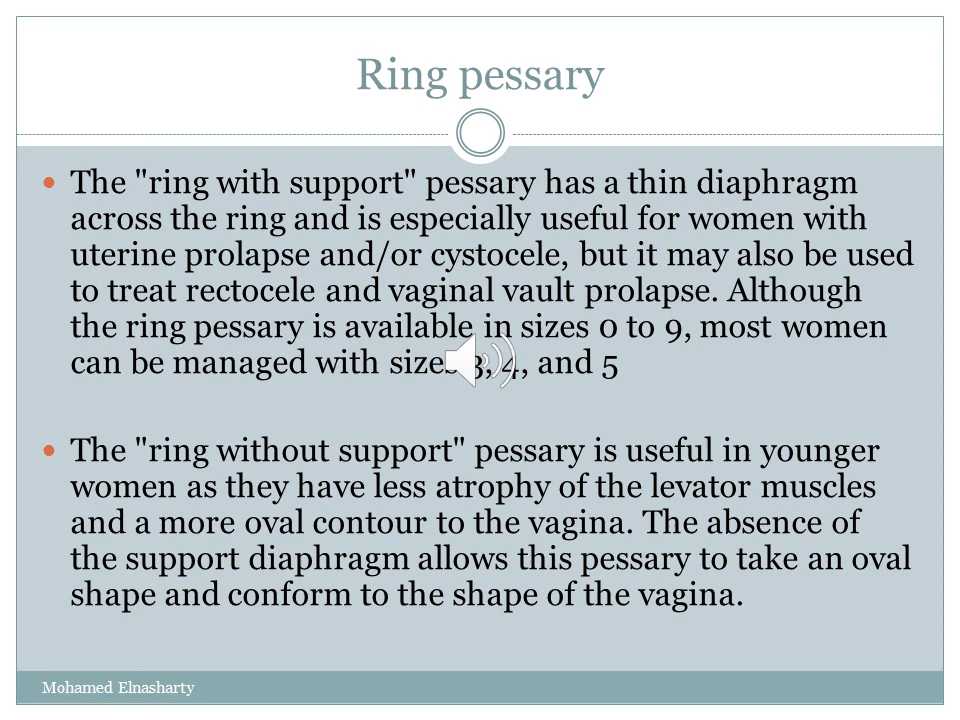 Ring pessary
The "ring with support" pessary has a thin diaphragm
across the ring and is especially useful for women with
uterine prolapse and/or cystocele, but it may also be used
to treat rectocele and vaginal vault prolapse. Although
the ring pessary is available in sizes 0 to 9, most women
can be managed with sizes 3, 4, and 5
The "ring without support" pessary is useful in younger
women as they have less atrophy of the levator muscles
and a more oval contour to the vagina. The absence of
the support diaphragm allows this pessary to take an oval
shape and conform to the shape of the vagina.
Mohamed Elnasharty